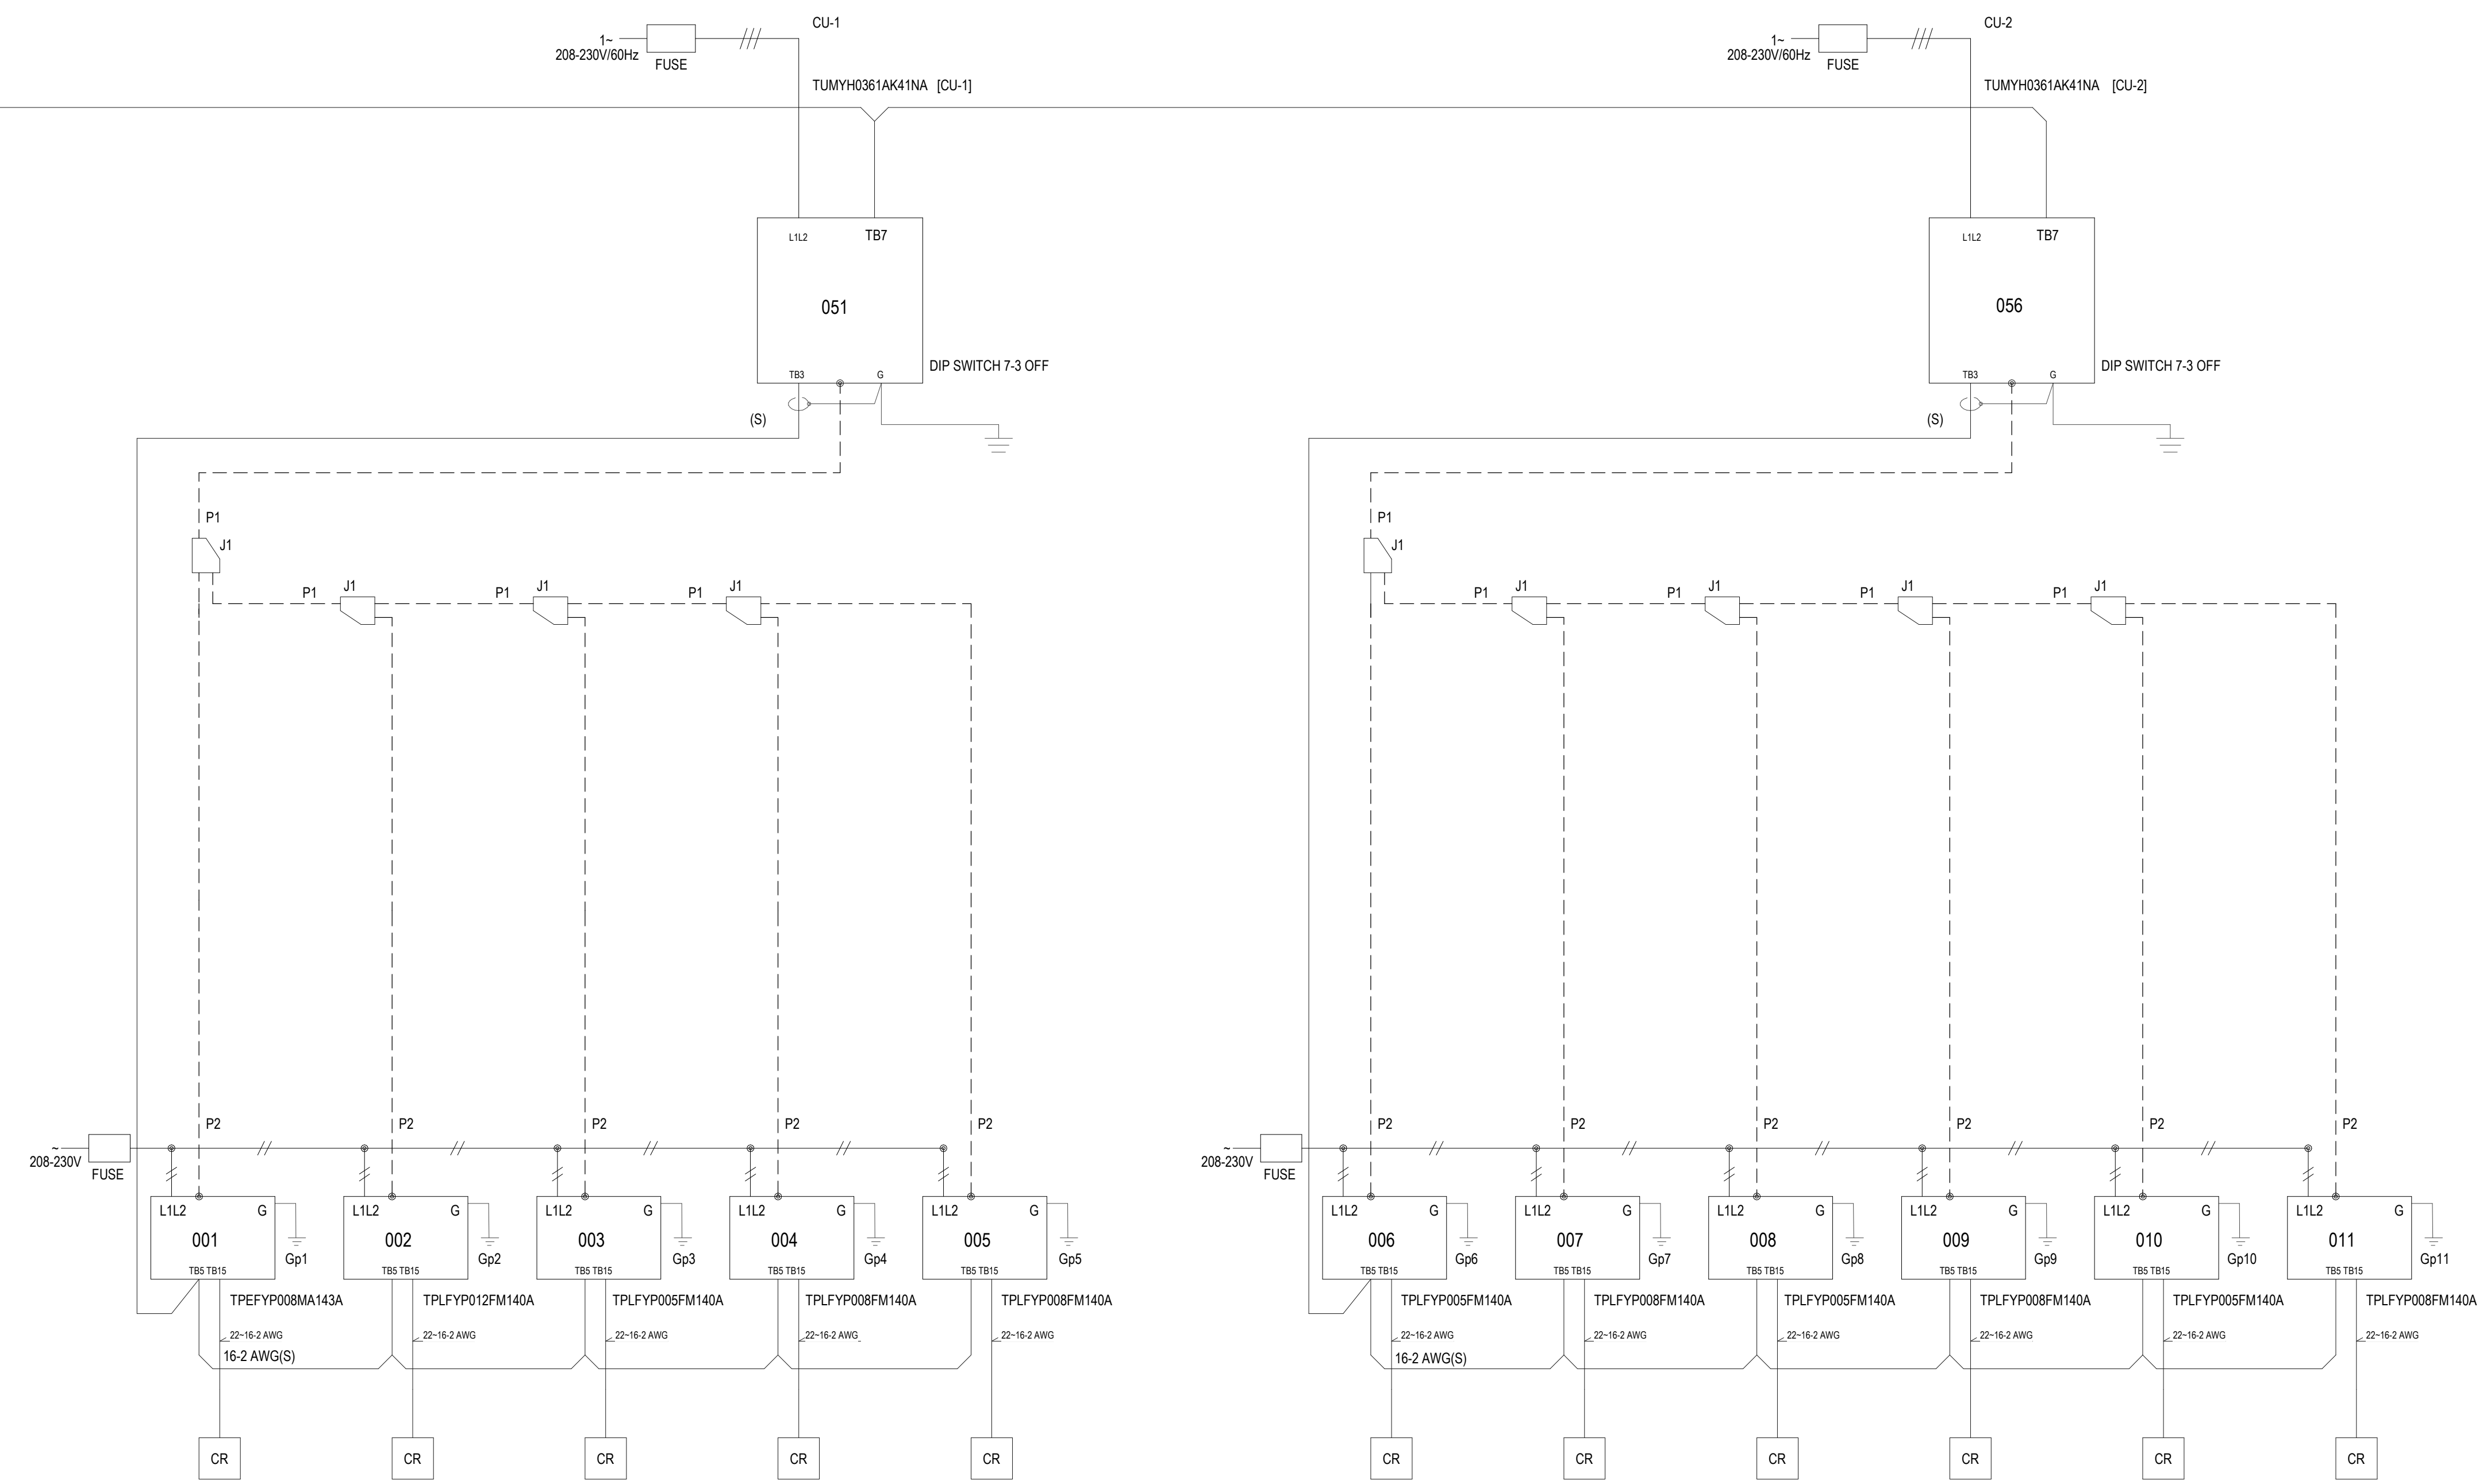 CU-1
1~
208-230V/60Hz
FUSE
TUMYH0361AK41NA [CU-1]
L1L2 TB7
051
TB3 G
DIP SWITCH 7-3 OFF
(S)
P1
J1
P1 J1 P1 J1 P1 J1
P2 P2 P2 P2 P2
~
208-230V
FUSE
L1L2 G
001
TB5 TB15
Gp1
TPEFYP008MA143A
22~16-2 AWG
16-2 AWG(S)
CR
L1L2 G
002
TB5 TB15
Gp2
TPLFYP012FM140A
22~16-2 AWG
CR
L1L2 G
003
TB5 TB15
Gp3
TPLFYP005FM140A
22~16-2 AWG
CR
L1L2 G
004
TB5 TB15
Gp4
TPLFYP008FM140A
22~16-2 AWG
CR
L1L2 G
005
TB5 TB15
Gp5
TPLFYP008FM140A
22~16-2 AWG
CR
CU-2
1~
208-230V/60Hz
FUSE
TUMYH0361AK41NA [CU-2]
L1L2 TB7
056
TB3 G
DIP SWITCH 7-3 OFF
(S)
P1
J1
P1 J1 P1 J1 P1 J1 P1 J1
P2 P2 P2 P2 P2 P2
~
208-230V
FUSE
L1L2 G
006
TB5 TB15
Gp6
TPLFYP005FM140A
22~16-2 AWG
16-2 AWG(S)
CR
L1L2 G
007
TB5 TB15
Gp7
TPLFYP008FM140A
22~16-2 AWG
CR
L1L2 G
008
TB5 TB15
Gp8
TPLFYP005FM140A
22~16-2 AWG
CR
L1L2 G
009
TB5 TB15
Gp9
TPLFYP008FM140A
22~16-2 AWG
CR
L1L2 G
010
TB5 TB15
Gp10
TPLFYP005FM140A
22~16-2 AWG
CR
L1L2 G
011
TB5 TB15
Gp11
TPLFYP008FM140A
22~16-2 AWG
CR